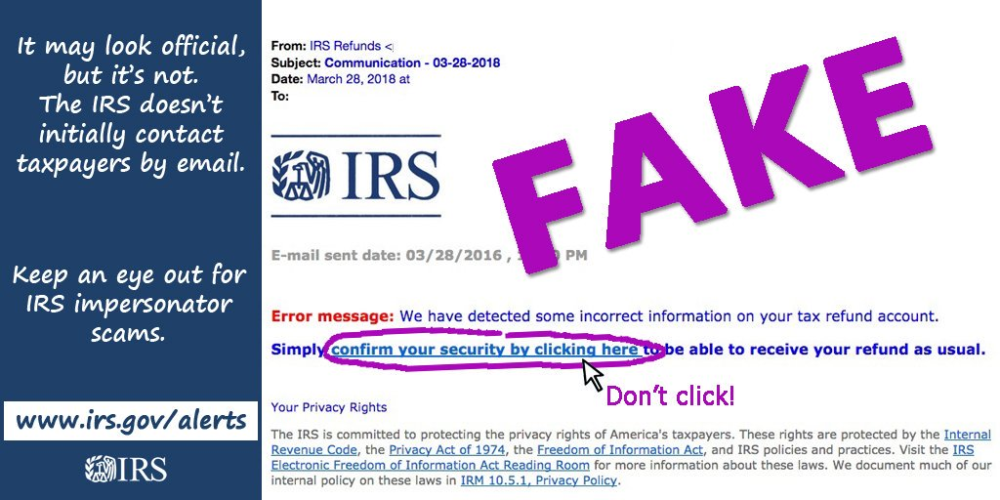 It may look official,
but it's not.
The IRS doesn't
initially contact
taxpayers by email.
Keep an eye out for
IRS impersonator
scams.
www.irs.gov/alerts
IRS
From: IRS Refunds <
Subject: Communication - 03-28-2018
Date: March 28, 2018 at
To:
IRS
FAKE
E-mail sent date: 03/28/2016 , PM
Error message: We have detected some incorrect information on your tax refund account.
Simply confirm your security by clicking here to be able to receive your refund as usual.
Don't click!
Your Privacy Rights
The IRS is committed to protecting the privacy rights of America's taxpayers. These rights are protected by the Internal
Revenue Code, the Privacy Act of 1974, the Freedom of Information Act, and IRS policies and practices. Visit the IRS
Electronic Freedom of Information Act Reading Room for more information about these laws. We document much of our
internal policy on these laws in IRM 10.5.1, Privacy Policy.